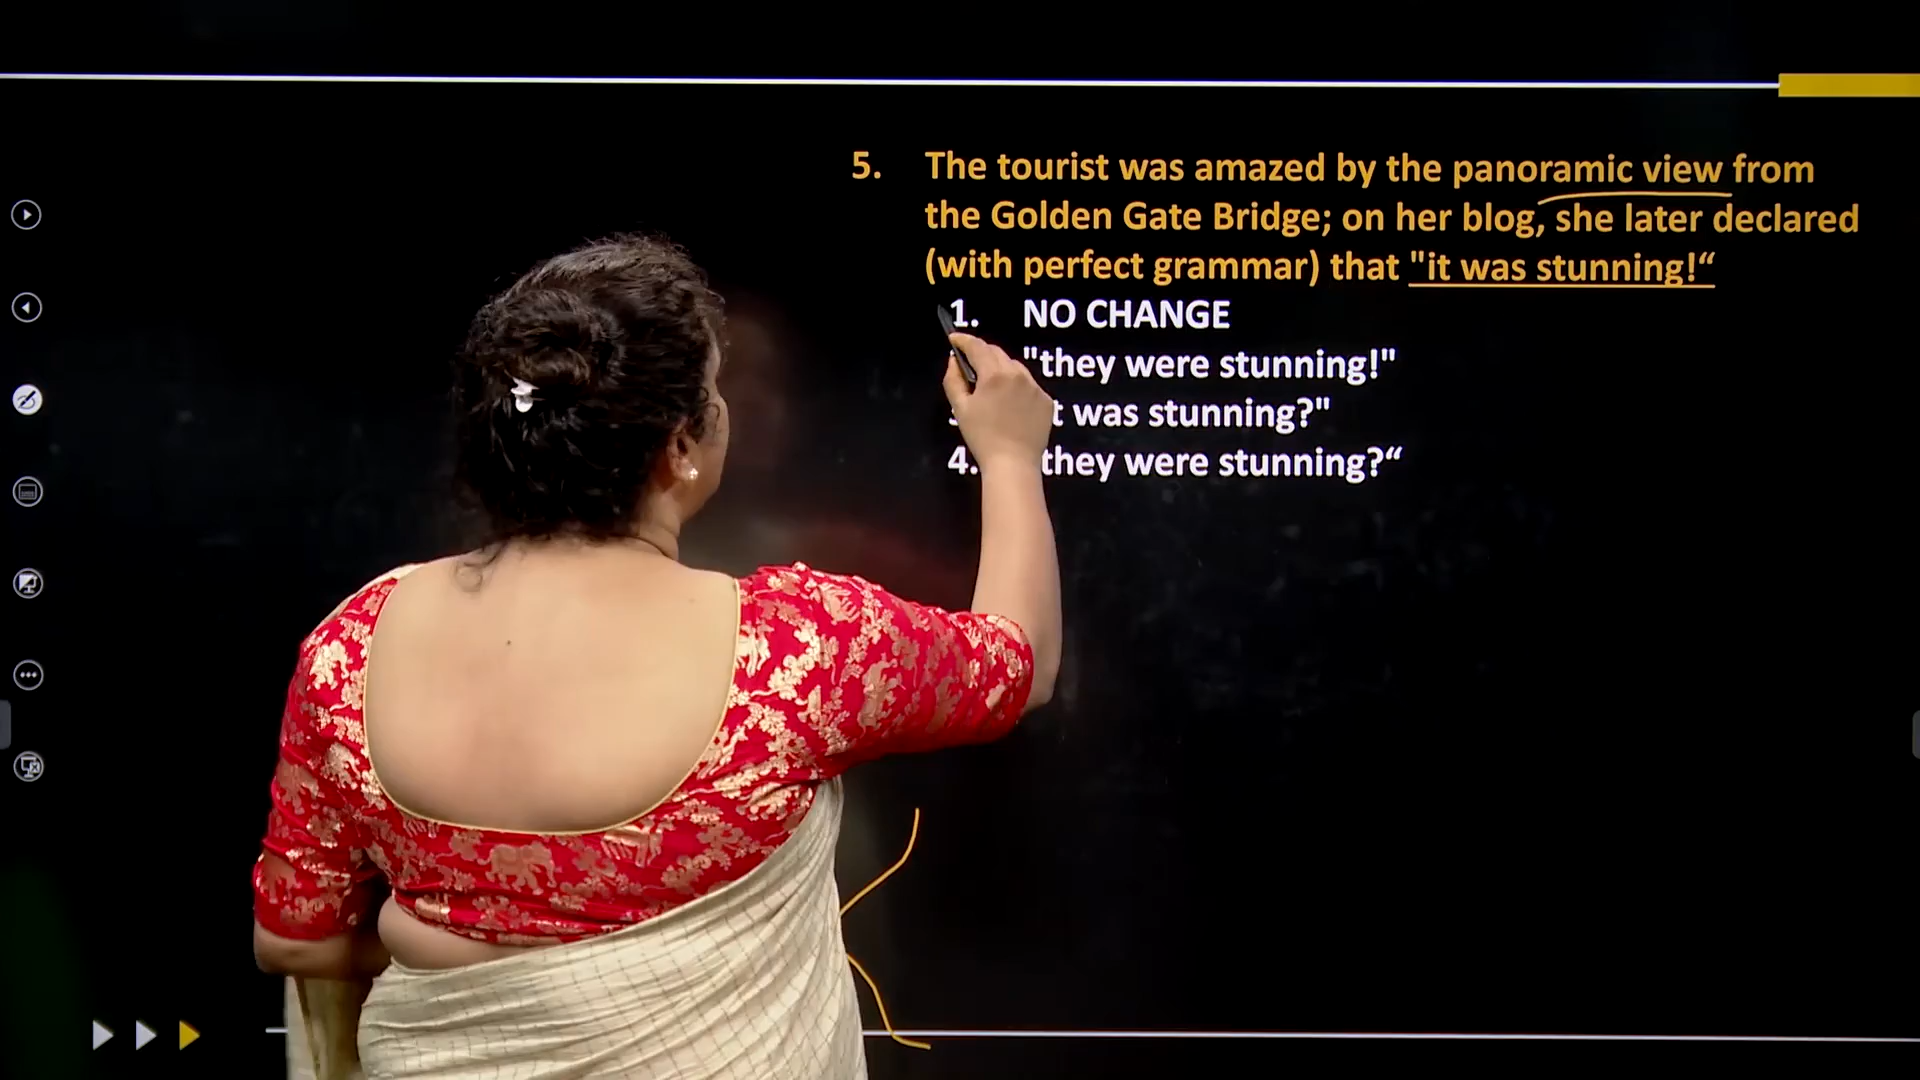 5. The tourist was amazed by the panoramic view from
the Golden Gate Bridge; on her blog, she later declared
(with perfect grammar) that "it was stunning!“
1. NO CHANGE
"they were stunning!"
was stunning?"
4. they were stunning?“